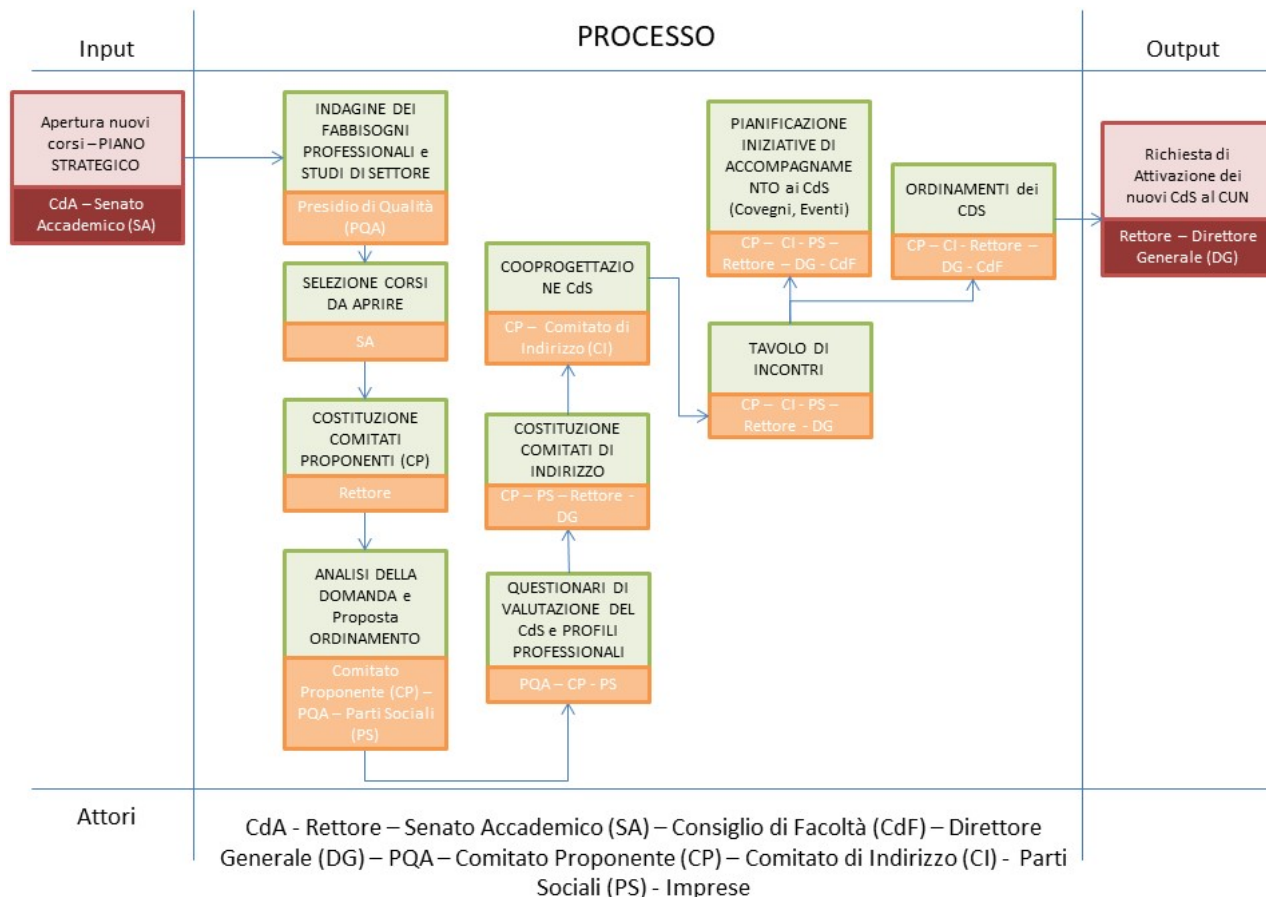 Input
PROCESSO
Output
Apertura nuovi
corsi – PIANO
STRATEGICO
CdA – Senato
Accademico (SA)
INDAGINE DEI
FABBISOGNI
PROFESSIONALI e
STUDI DI SETTORE
Presidio di Qualità
(PQA)
SELEZIONE CORSI
DA APRIRE
SA
COSTITUZIONE
COMITATI
PROPONENTI (CP)
Rettore
ANALISI DELLA
DOMANDA e
Proposta
ORDINAMENTO
Comitato
Proponente (CP) –
PQA – Parti Sociali
(PS)
QUESTIONARI DI
VALUTAZIONE DEL
CdS e PROFILI
PROFESSIONALI
PQA – CP - PS
COSTITUZIONE
COMITATI DI
INDIRIZZO
CP – PS – Rettore -
DG
COOPROGETTAZIO
NE CdS
CP – Comitato di
Indirizzo (CI)
TAVOLO DI
INCONTRI
CP – CI - PS –
Rettore - DG
PIANIFICAZIONE
INIZIATIVE DI
ACCOMPAGNAME
NTO ai CdS
(Covegni, Eventi)
CP – CI - PS –
Rettore – DG - CdF
ORDINAMENTI dei
CDS
CP – CI - Rettore –
DG - CdF
Richiesta di
Attivazione dei
nuovi CdS al CUN
Rettore – Direttore
Generale (DG)
Attori
CdA - Rettore – Senato Accademico (SA) – Consiglio di Facoltà (CdF) – Direttore
Generale (DG) – PQA – Comitato Proponente (CP) – Comitato di Indirizzo (CI) - Parti
Sociali (PS) - Imprese